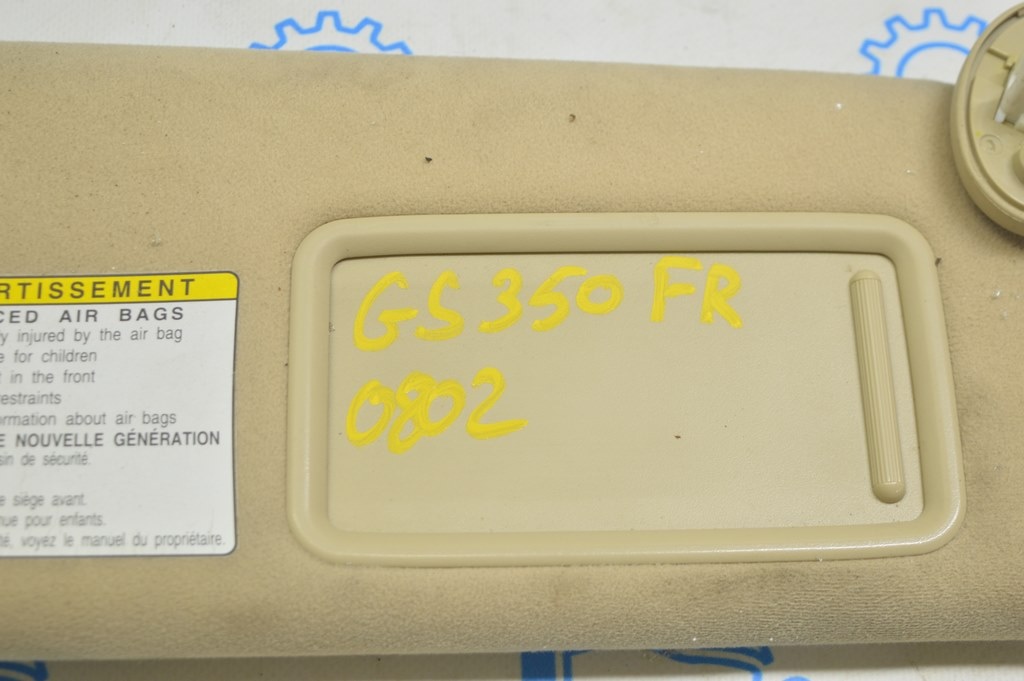 RTISSEMENT
CED AIR BAGS
y injured by the air bag
e for children
t in the front
estraints
ormation about air bags
E NOUVELLE GÉNÉRATION
sin de sécurité.
e siège avant.
nue pour enfants.
té, voyez le manuel du propriétaire.
GS350 FR
0802